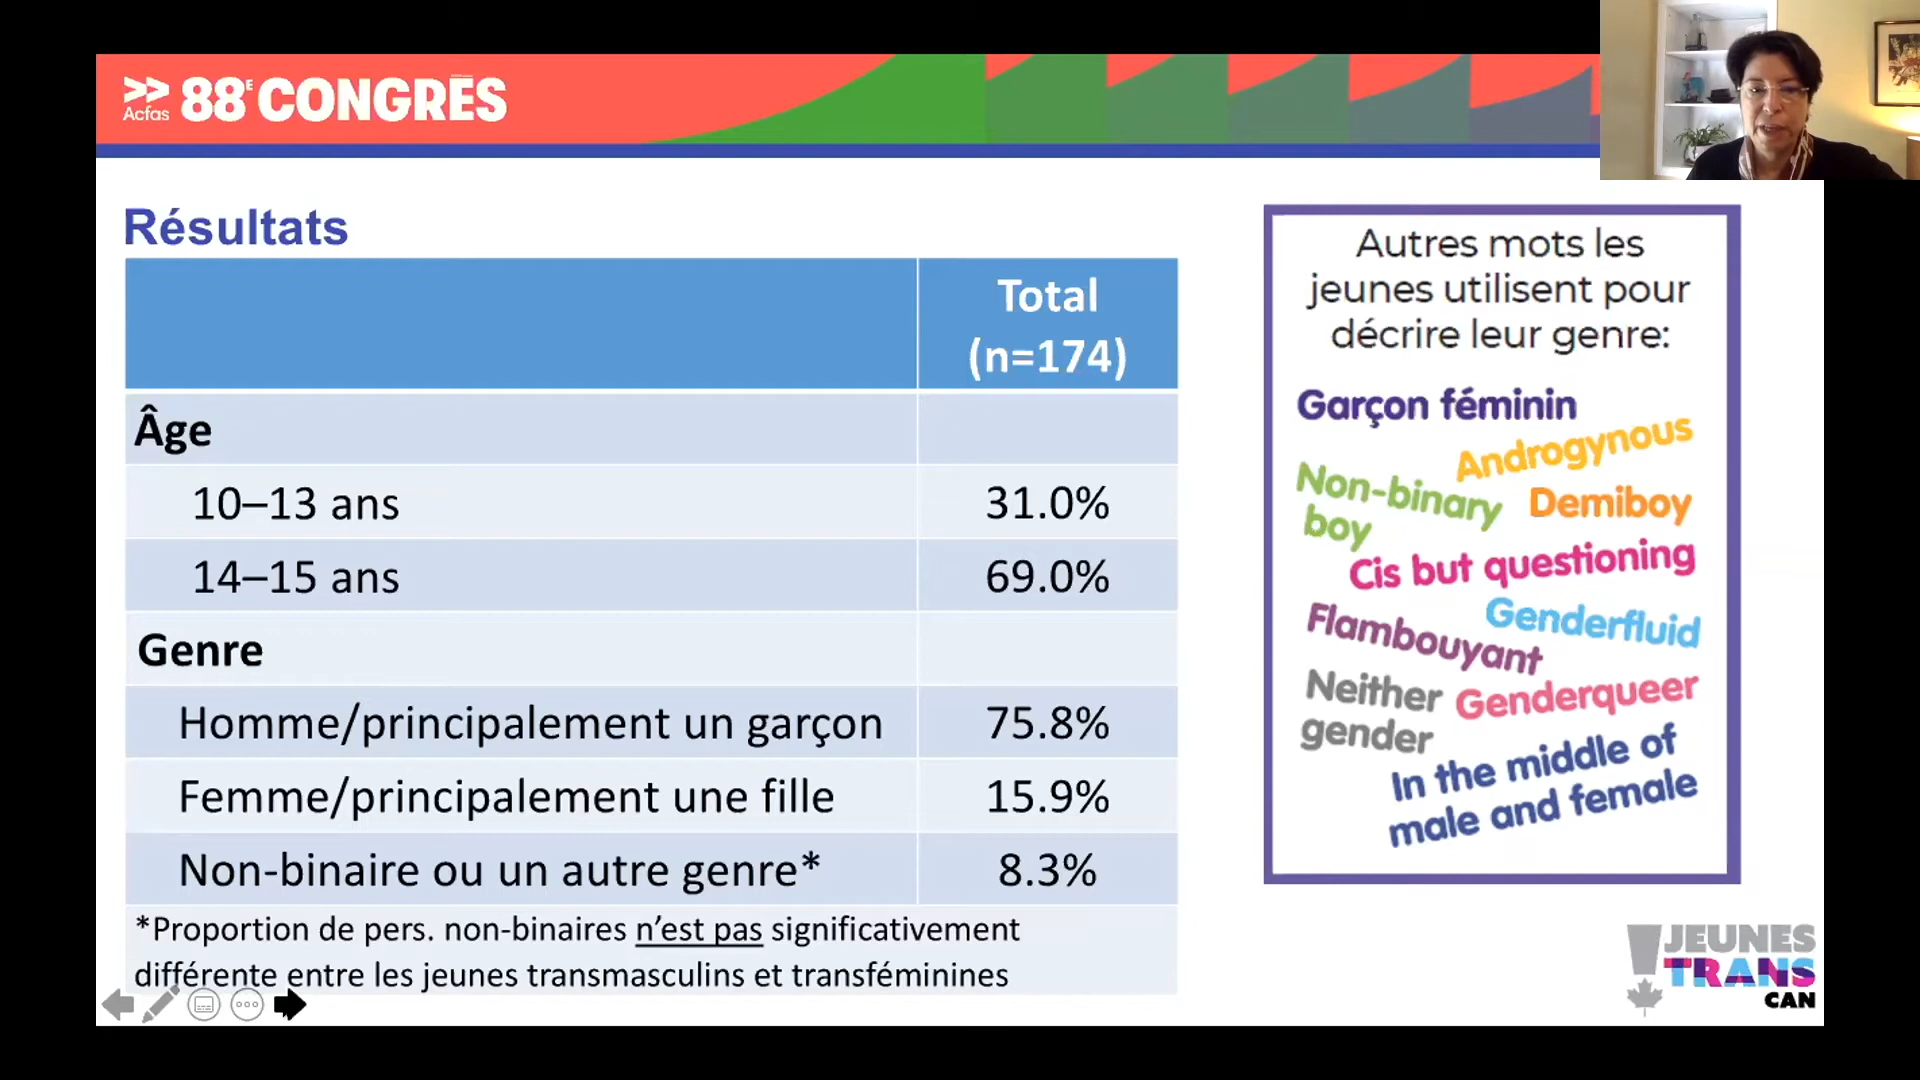 >> 88E CONGRÈS
Acfas
Résultats
Total
(n=174)
Âge
10–13 ans 31.0%
14–15 ans 69.0%
Genre
Homme/principalement un garçon 75.8%
Femme/principalement une fille 15.9%
Non-binaire ou un autre genre* 8.3%
*Proportion de pers. non-binaires n’est pas significativement
différente entre les jeunes transmasculins et transféminines
Autres mots les
jeunes utilisent pour
décrire leur genre:
Garçon féminin
Androgynous
Non-binary
boy
Demiboy
Cis but questioning
Genderfluid
Flambouyant
Neither
gender
Genderqueer
In the middle of
male and female
JEUNES
TRANS
CAN